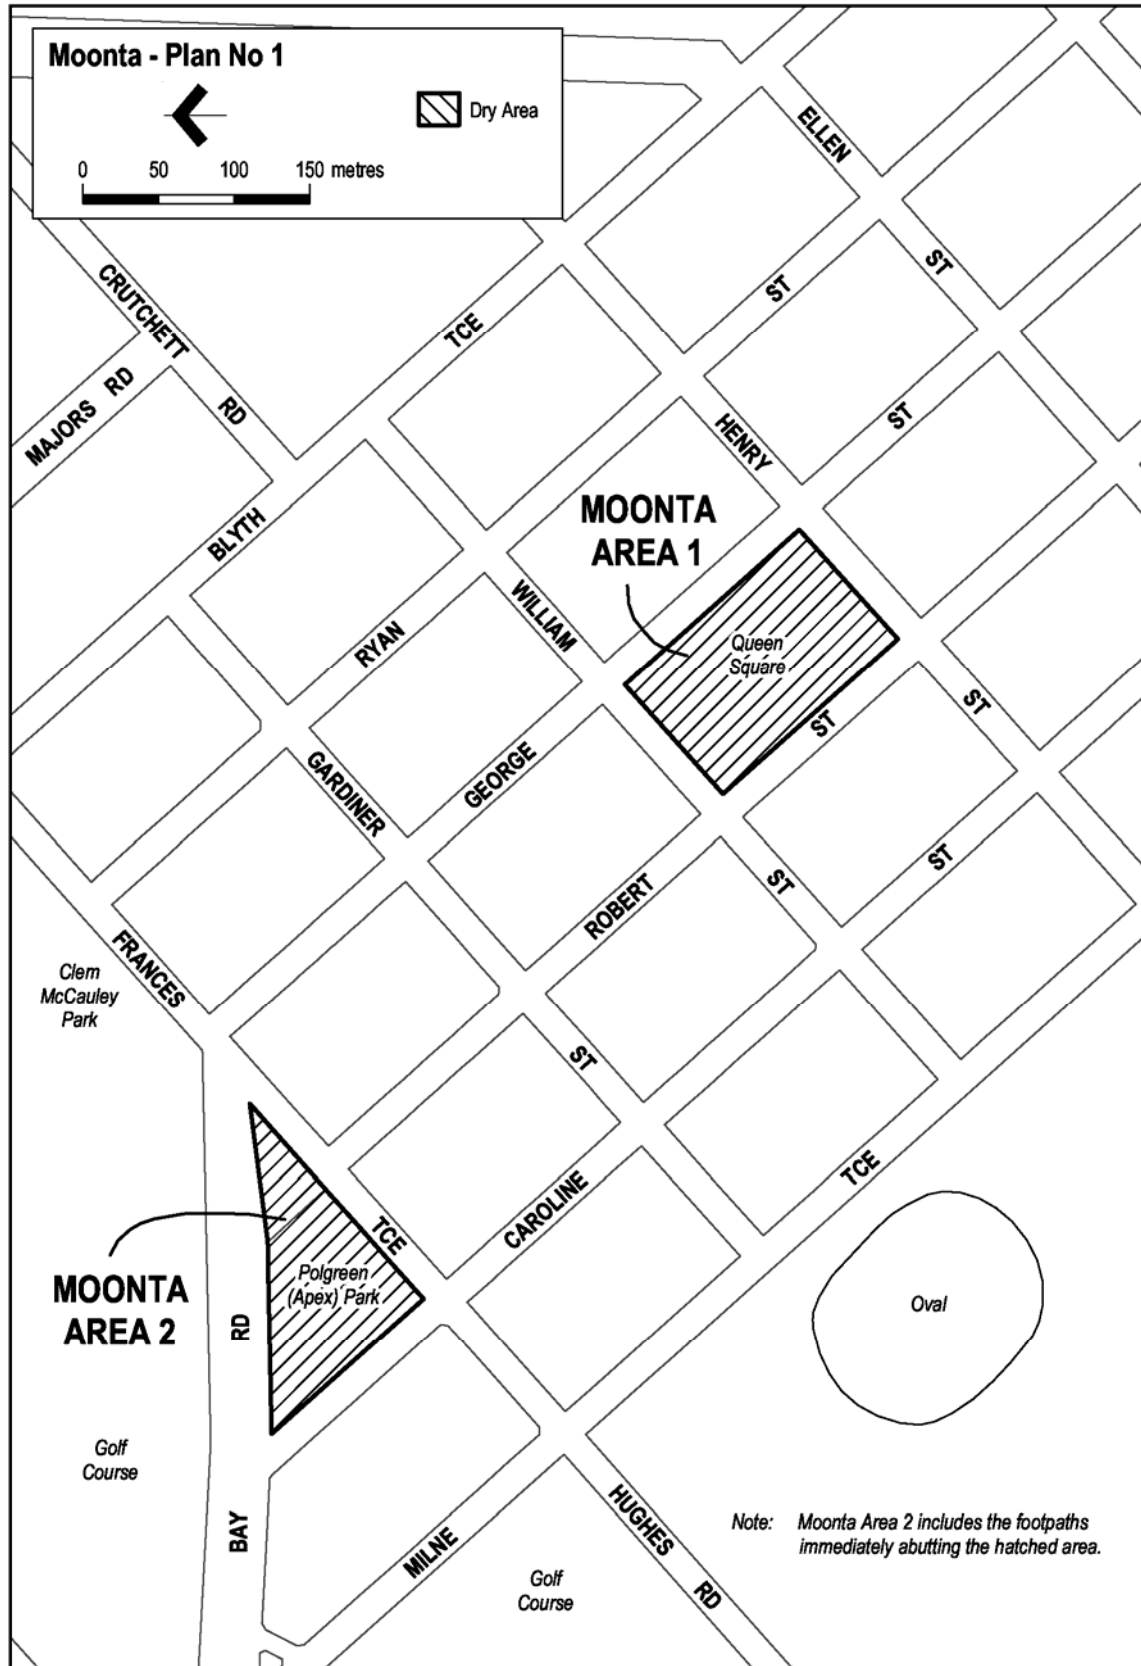 Moonta - Plan No 1
Dry Area
0 50 100 150 metres
ELLEN
ST
CRUTCHETT
RD
MAJORS RD
TCE
ST
ST
HENRY
BLYTH
MOONTA
AREA 1
WILLIAM
RYAN
Queen
Square
ST
ST
GARDINER
GEORGE
ST
ST
ROBERT
FRANCES
Clem
McCauley
Park
ST
TCE
CAROLINE
TCE
MOONTA
AREA 2
Polgreen
(Apex) Park
RD
Oval
Golf
Course
BAY
MILNE
HUGHES
RD
Golf
Course
Note: Moonta Area 2 includes the footpaths
immediately abutting the hatched area.